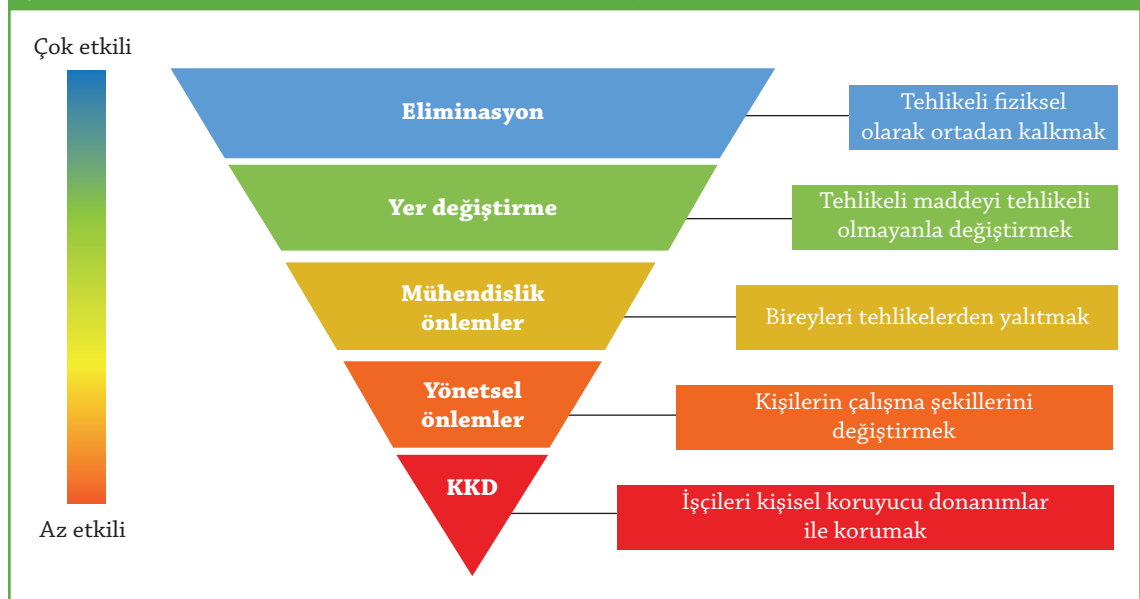 Çok etkili
Eliminasyon
Tehlikeli fiziksel
olarak ortadan kalkmak
Yer değiştirme
Tehlikeli maddeyi tehlikeli
olmayanla değiştirmek
Mühendislik
önlemler
Bireyleri tehlikelerden yalıtmak
Yönetsel
önlemler
Kişilerin çalışma şekillerini
değiştirmek
KKD
İşçileri kişisel koruyucu donanımlar
ile korumak
Az etkili